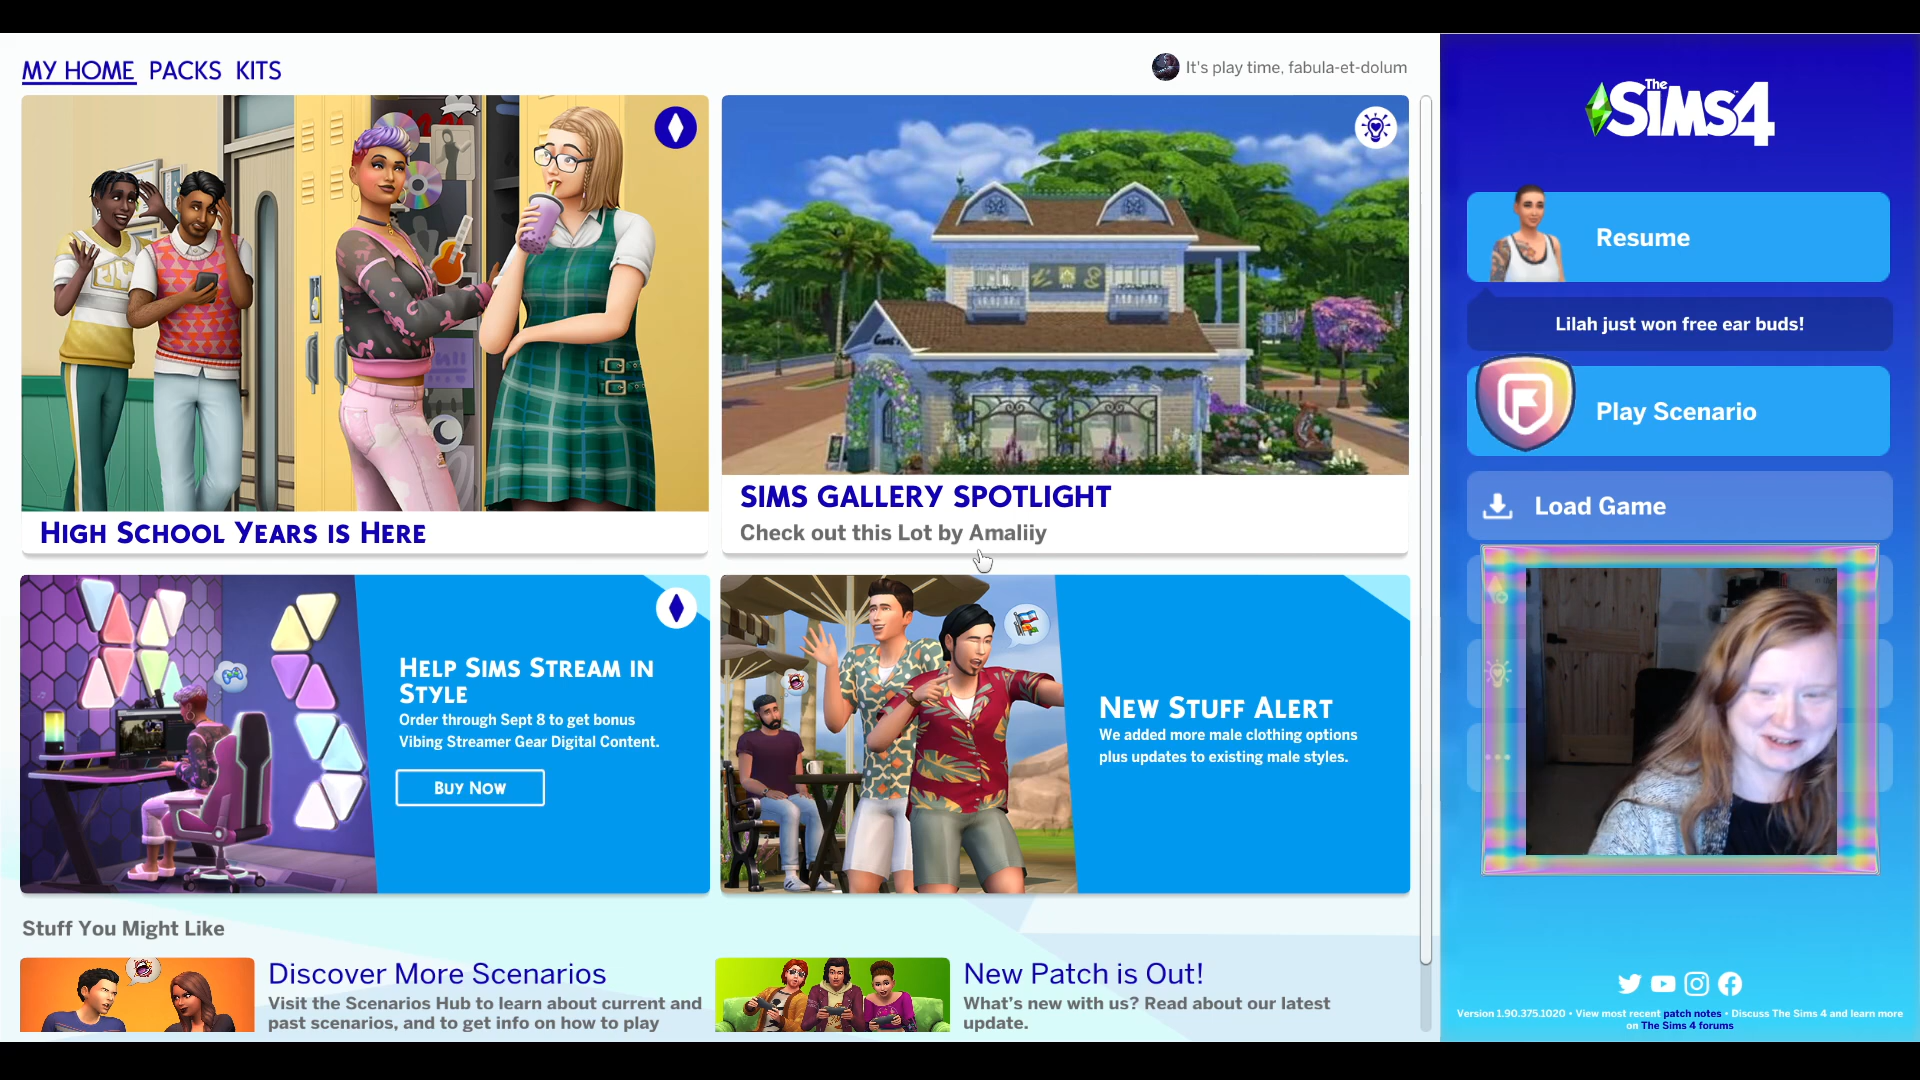 MY HOME PACKS KITS
It's play time, fabula-et-dolum
HIGH SCHOOL YEARS IS HERE
SIMS GALLERY SPOTLIGHT
Check out this Lot by Amaliiy
HELP SIMS STREAM IN
STYLE
Order through Sept 8 to get bonus
Vibing Streamer Gear Digital Content.
BUY NOW
NEW STUFF ALERT
We added more male clothing options
plus updates to existing male styles.
Stuff You Might Like
Discover More Scenarios
Visit the Scenarios Hub to learn about current and
past scenarios, and to get info on how to play
New Patch is Out!
What's new with us? Read about our latest
update.
The SIMS 4
Resume
Lilah just won free ear buds!
Play Scenario
Load Game
Version 1.90.375.1020 • View most recent patch notes • Discuss The Sims 4 and learn more
on The Sims 4 forums